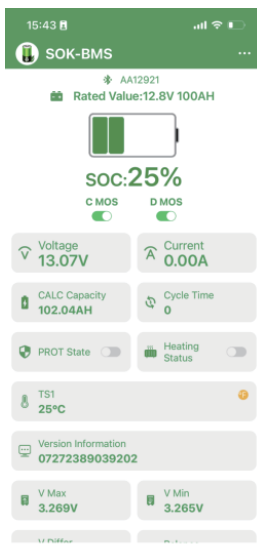 15:43
SOK-BMS
AA12921
Rated Value:12.8V 100AH
SOC:25%
C MOS D MOS
Voltage
13.07V
Current
0.00A
CALC Capacity
102.04AH
Cycle Time
0
PROT State
Heating
Status
TS1
25°C
Version Information
07272389039202
V Max
3.269V
V Min
3.265V
V Differ